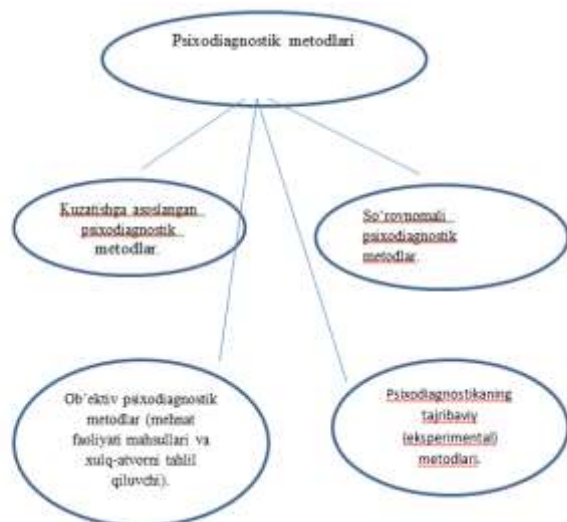 Psixodiagnostik metodlari
Kuzatishga asoslangan
psixodiagnostik
metodlar.
So`rovnomali
psixodiagnostik
metodlar.
Ob`ektiv psixodiagnostik
metodlar (mehnat
faoliyati mahsullari va
xulq-atvorni tahlil
qiluvchi).
Psixodiagnostikaning
tajribaviy
(eksperimental)
metodlari.